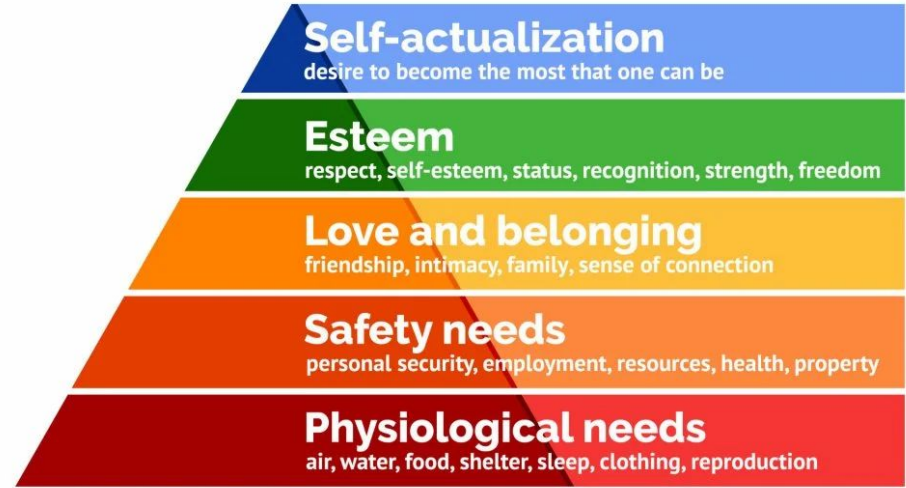 Self-actualization
desire to become the most that one can be
Esteem
respect, self-esteem, status, recognition, strength, freedom
Love and belonging
friendship, intimacy, family, sense of connection
Safety needs
personal security, employment, resources, health, property
Physiological needs
air, water, food, shelter, sleep, clothing, reproduction